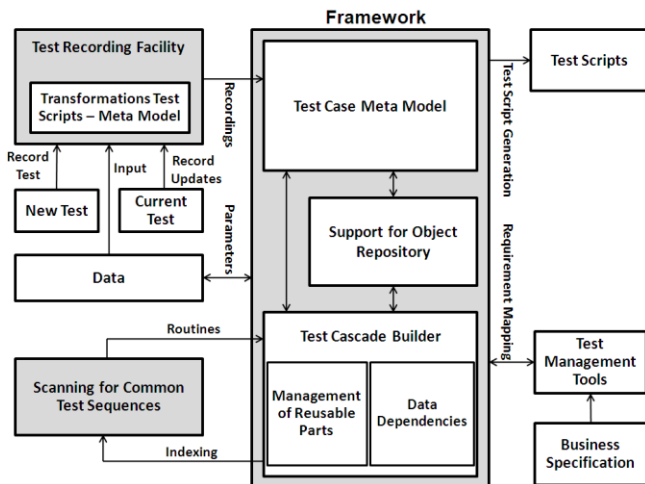 Framework
Test Recording Facility
Transformations Test
Scripts – Meta Model
Recordings
Test Case Meta Model
Test Script Generation
Test Scripts
Record
Test
Input
Record
Updates
New Test
Current
Test
Parameters
Support for Object
Repository
Data
Requirement Mapping
Routines
Test Cascade Builder
Scanning for Common
Test Sequences
Management
of Reusable
Parts
Data
Dependencies
Test
Management
Tools
Indexing
Business
Specification